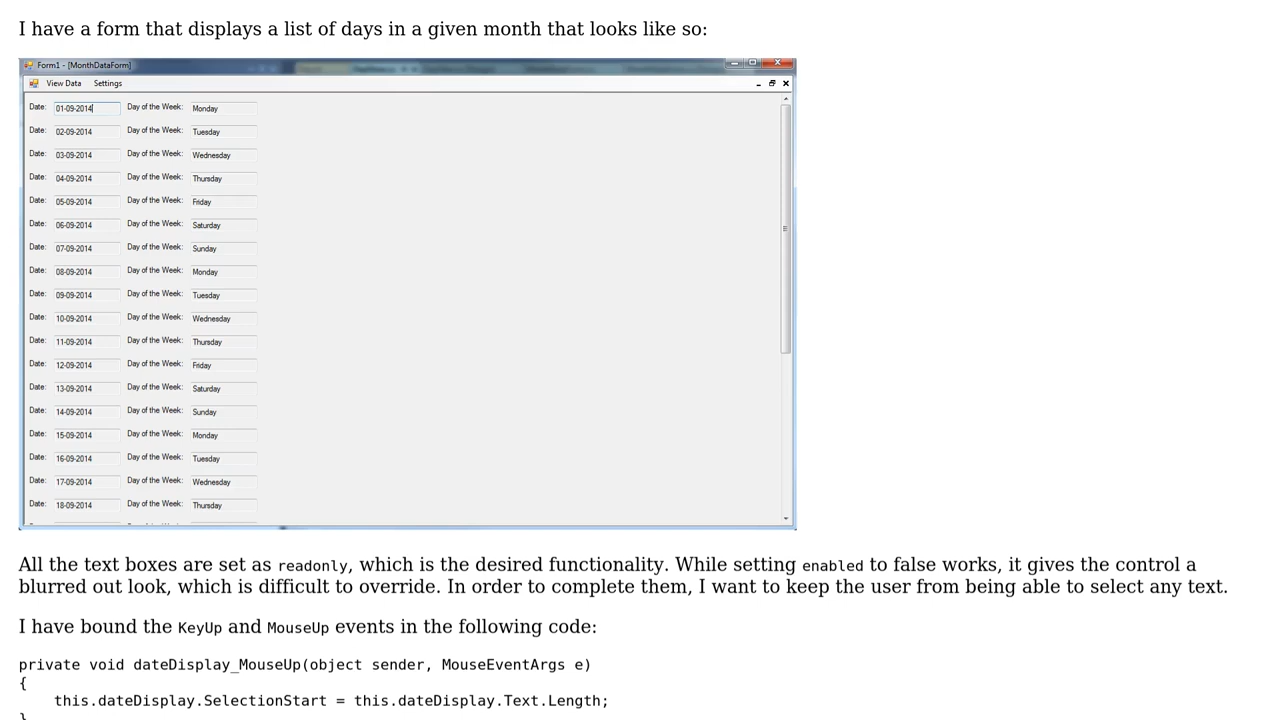 I have a form that displays a list of days in a given month that looks like so:
Form1 - [MonthDataForm]
View Data Settings
Date: 01-09-2014 Day of the Week: Monday
Date: 02-09-2014 Day of the Week: Tuesday
Date: 03-09-2014 Day of the Week: Wednesday
Date: 04-09-2014 Day of the Week: Thursday
Date: 05-09-2014 Day of the Week: Friday
Date: 06-09-2014 Day of the Week: Saturday
Date: 07-09-2014 Day of the Week: Sunday
Date: 08-09-2014 Day of the Week: Monday
Date: 09-09-2014 Day of the Week: Tuesday
Date: 10-09-2014 Day of the Week: Wednesday
Date: 11-09-2014 Day of the Week: Thursday
Date: 12-09-2014 Day of the Week: Friday
Date: 13-09-2014 Day of the Week: Saturday
Date: 14-09-2014 Day of the Week: Sunday
Date: 15-09-2014 Day of the Week: Monday
Date: 16-09-2014 Day of the Week: Tuesday
Date: 17-09-2014 Day of the Week: Wednesday
Date: 18-09-2014 Day of the Week: Thursday
All the text boxes are set as readonly, which is the desired functionality. While setting enabled to false works, it gives the control a
blurred out look, which is difficult to override. In order to complete them, I want to keep the user from being able to select any text.
I have bound the KeyUp and MouseUp events in the following code:
private void dateDisplay_MouseUp(object sender, MouseEventArgs e)
{
    this.dateDisplay.SelectionStart = this.dateDisplay.Text.Length;
}